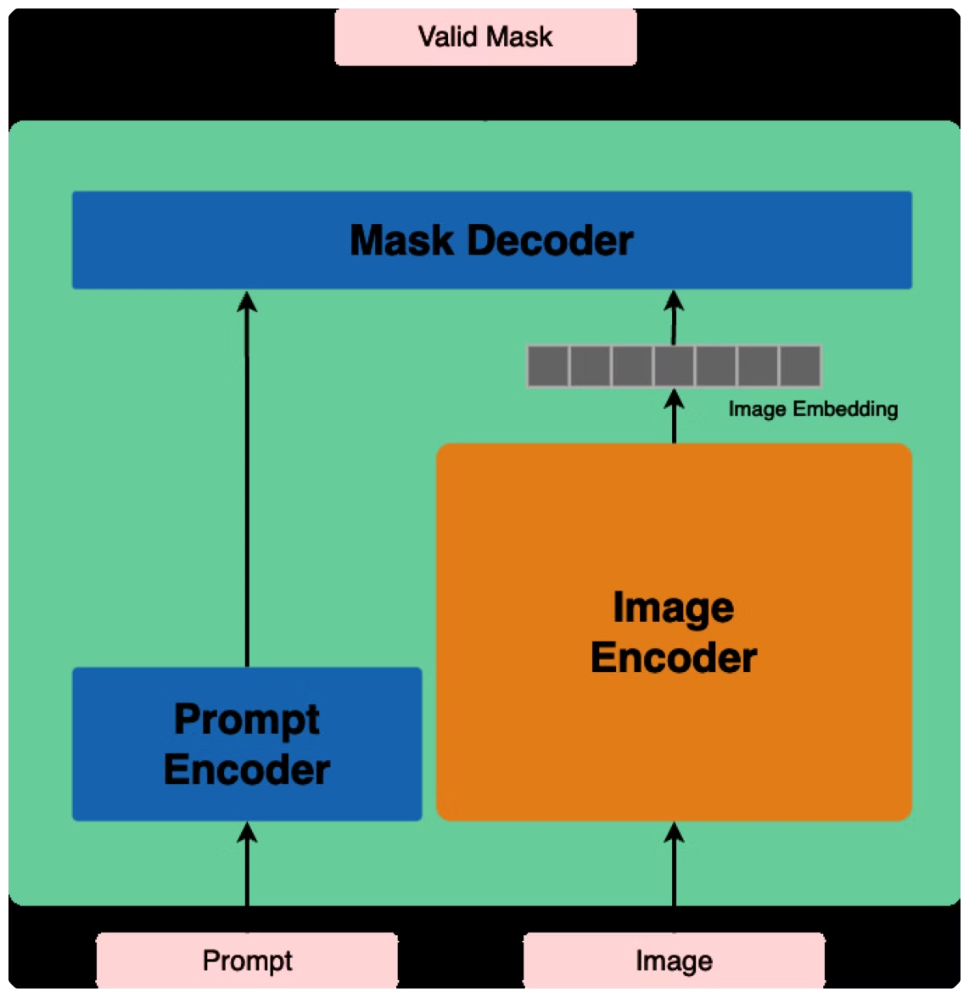 Valid Mask
Mask Decoder
Image Embedding
Image
Encoder
Prompt
Encoder
Prompt
Image